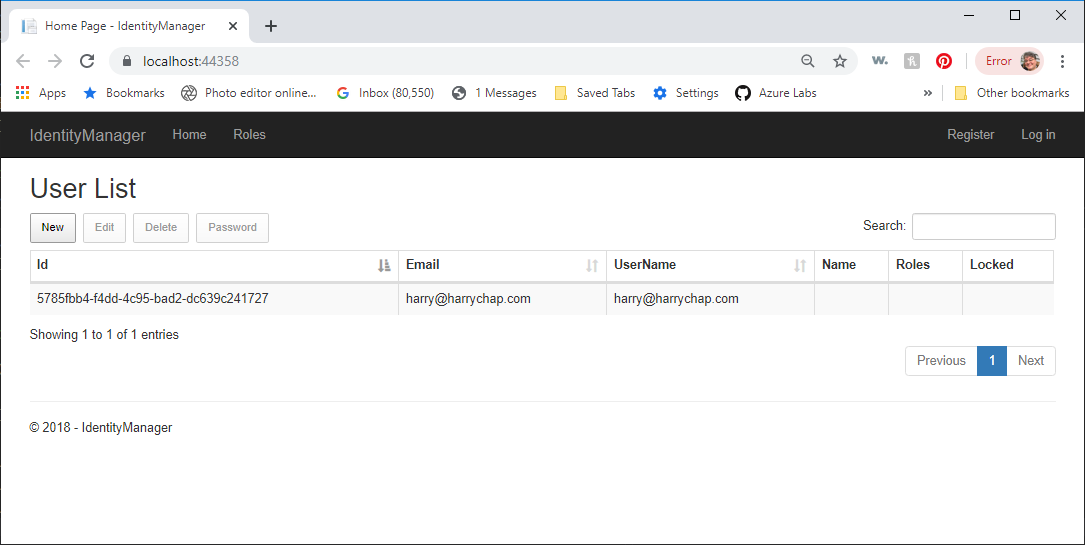 Home Page - IdentityManager
localhost:44358
Error
Apps Bookmarks Photo editor online... Inbox (80,550) 1 Messages Saved Tabs Settings Azure Labs » Other bookmarks
IdentityManager Home Roles Register Log in
User List
New Edit Delete Password Search:
Id Email UserName Name Roles Locked
5785fbb4-f4dd-4c95-bad2-dc639c241727 harry@harrychap.com harry@harrychap.com
Showing 1 to 1 of 1 entries
Previous 1 Next
© 2018 - IdentityManager